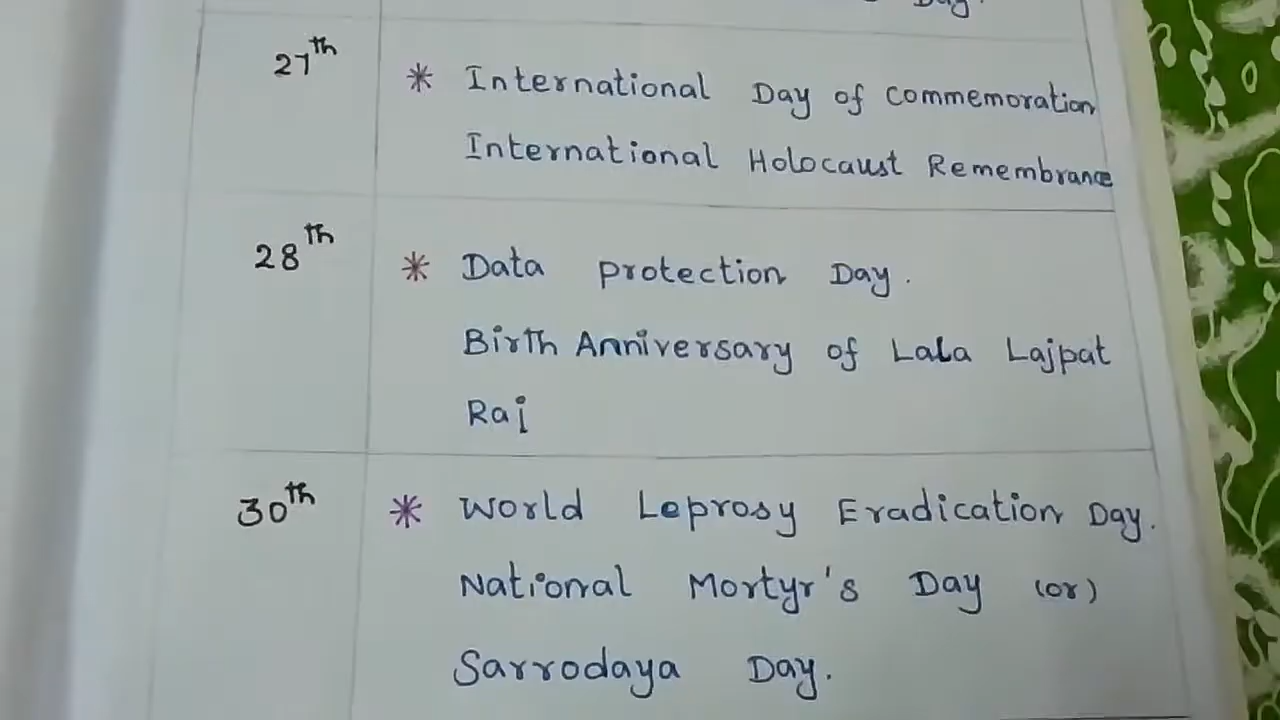 Day.
27th * International Day of Commemoration
International Holocaust Remembrance
28th * Data protection Day.
Birth Anniversary of Lala Lajpat
Rai
30th * World Leprosy Eradication Day.
National Mortyr's Day (or)
Sarrodaya Day.